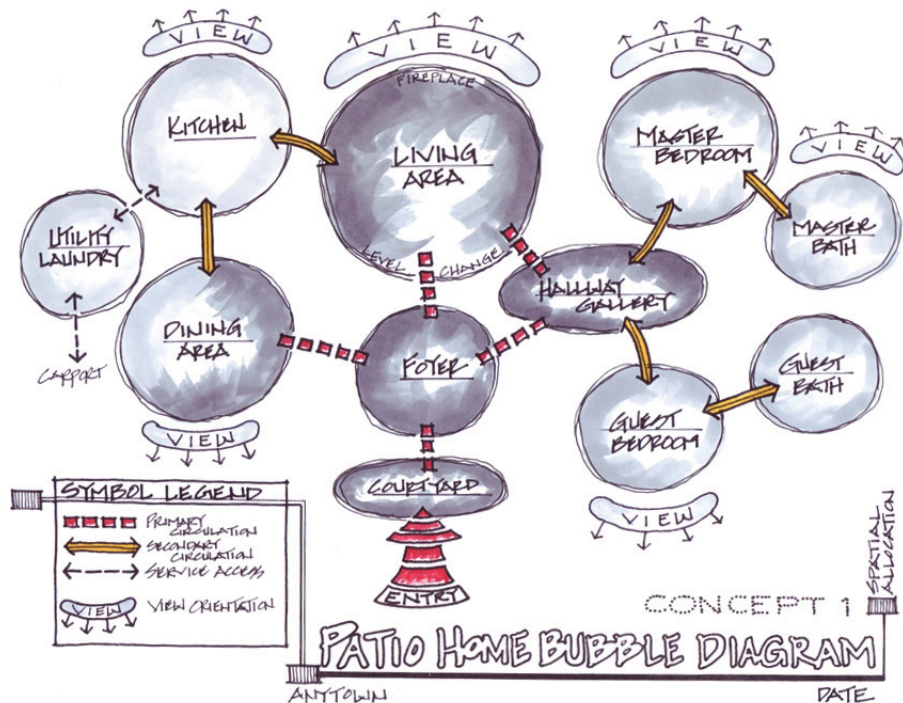 VIEW
VIEW
VIEW
FIREPLACE
KITCHEN
LIVING
AREA
MASTER
BEDROOM
VIEW
MASTER
BATH
UTILITY
LAUNDRY
LEVEL CHANGE
HALLWAY
GALLERY
DINING
AREA
FOYER
CARPORT
GUEST
BATH
GUEST
BEDROOM
VIEW
COURTYARD
VIEW
ENTRY
SYMBOL LEGEND
PRIMARY
CIRCULATION
SECONDARY
CIRCULATION
SERVICE ACCESS
VIEW
VIEW ORIENTATION
SPATIAL
ALLOCATION
CONCEPT 1
PATIO HOME BUBBLE DIAGRAM
ANYTOWN
DATE